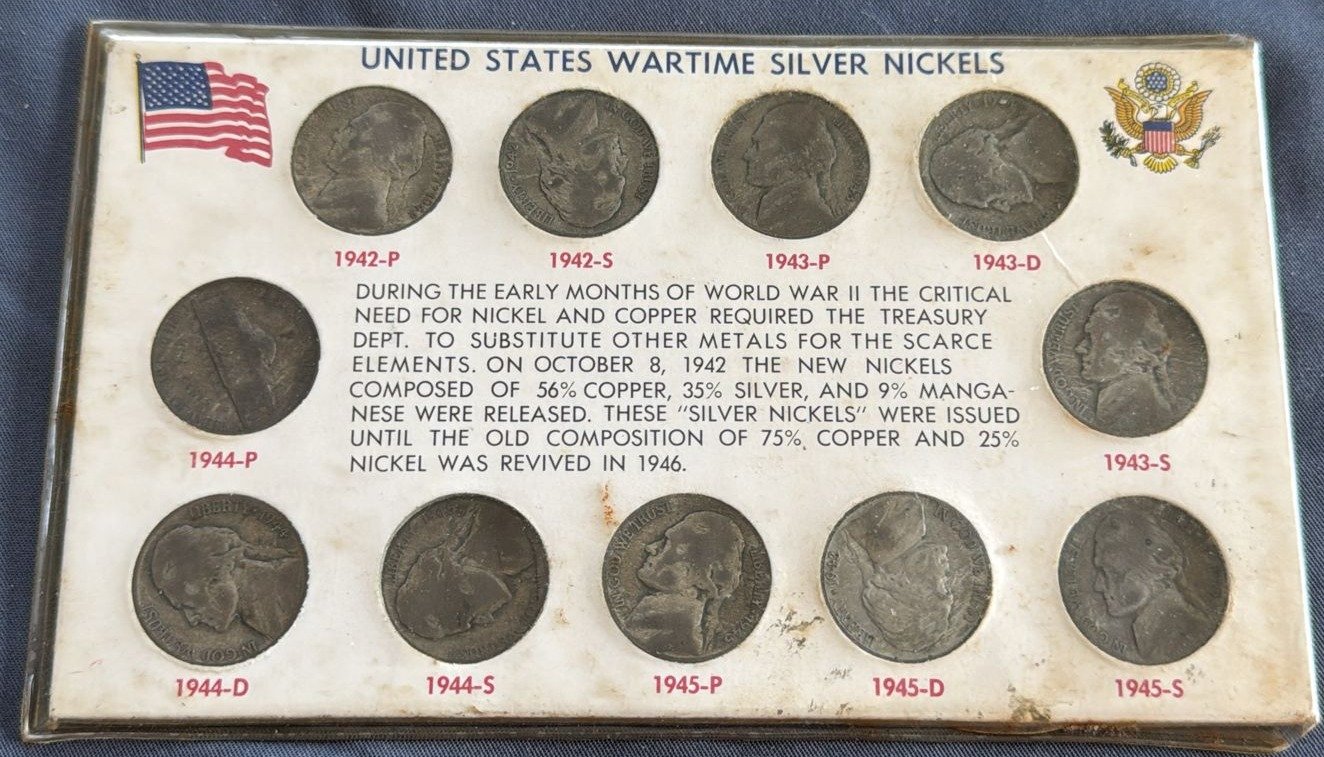 UNITED STATES WARTIME SILVER NICKELS
1942-P
1942-S
1943-P
1943-D
DURING THE EARLY MONTHS OF WORLD WAR II THE CRITICAL
NEED FOR NICKEL AND COPPER REQUIRED THE TREASURY
DEPT. TO SUBSTITUTE OTHER METALS FOR THE SCARCE
ELEMENTS. ON OCTOBER 8, 1942 THE NEW NICKELS
COMPOSED OF 56% COPPER, 35% SILVER, AND 9% MANGA-
NESE WERE RELEASED. THESE "SILVER NICKELS" WERE ISSUED
UNTIL THE OLD COMPOSITION OF 75% COPPER AND 25%
NICKEL WAS REVIVED IN 1946.
1944-P
1943-S
1944-D
1944-S
1945-P
1945-D
1945-S